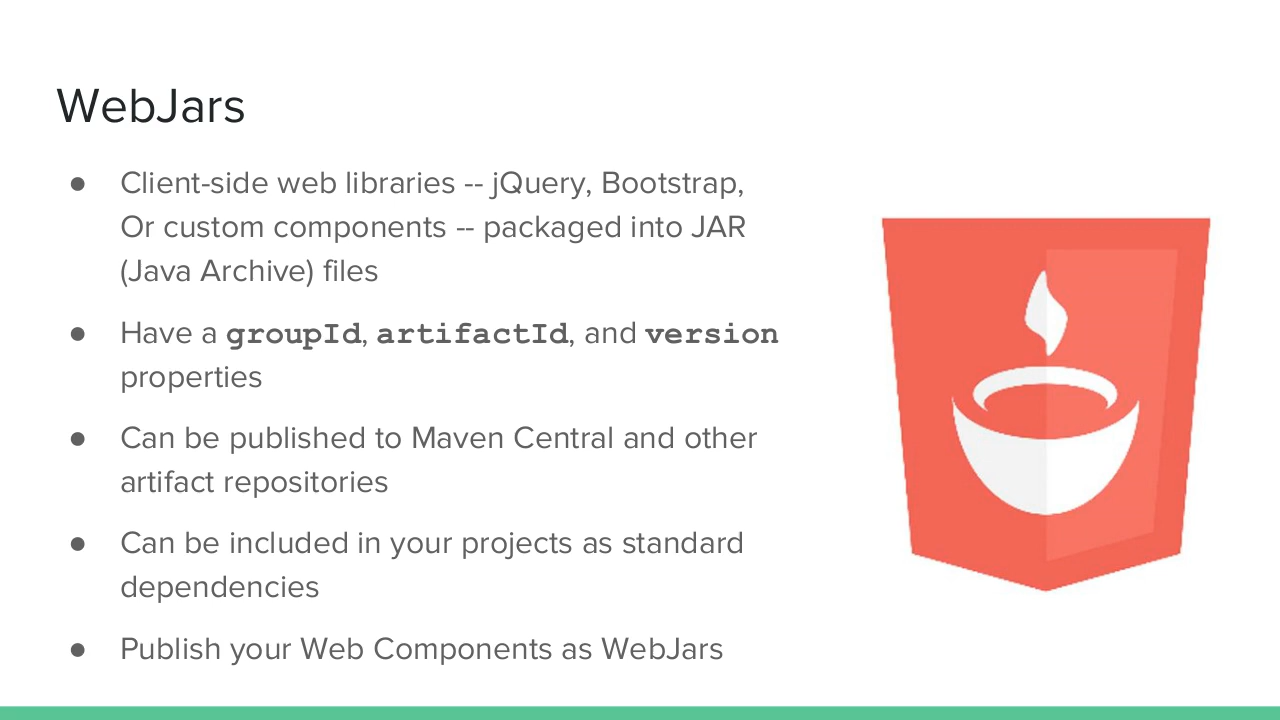 WebJars
● Client-side web libraries -- jQuery, Bootstrap,
Or custom components -- packaged into JAR
(Java Archive) files
● Have a groupId, artifactId, and version
properties
● Can be published to Maven Central and other
artifact repositories
● Can be included in your projects as standard
dependencies
● Publish your Web Components as WebJars